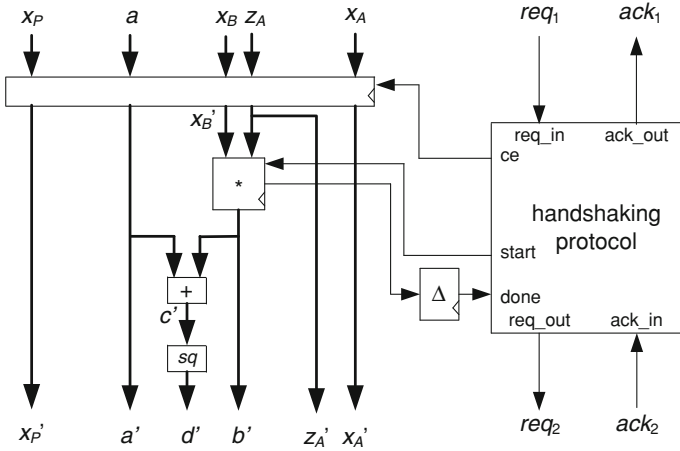 x_P a x_B z_A x_A req_1 ack_1
x_B'
req_in ack_out
ce
*
handshaking
protocol
start
+
Δ
done
c'
req_out ack_in
sq
x_P' a' d' b' z_A' x_A' req_2 ack_2